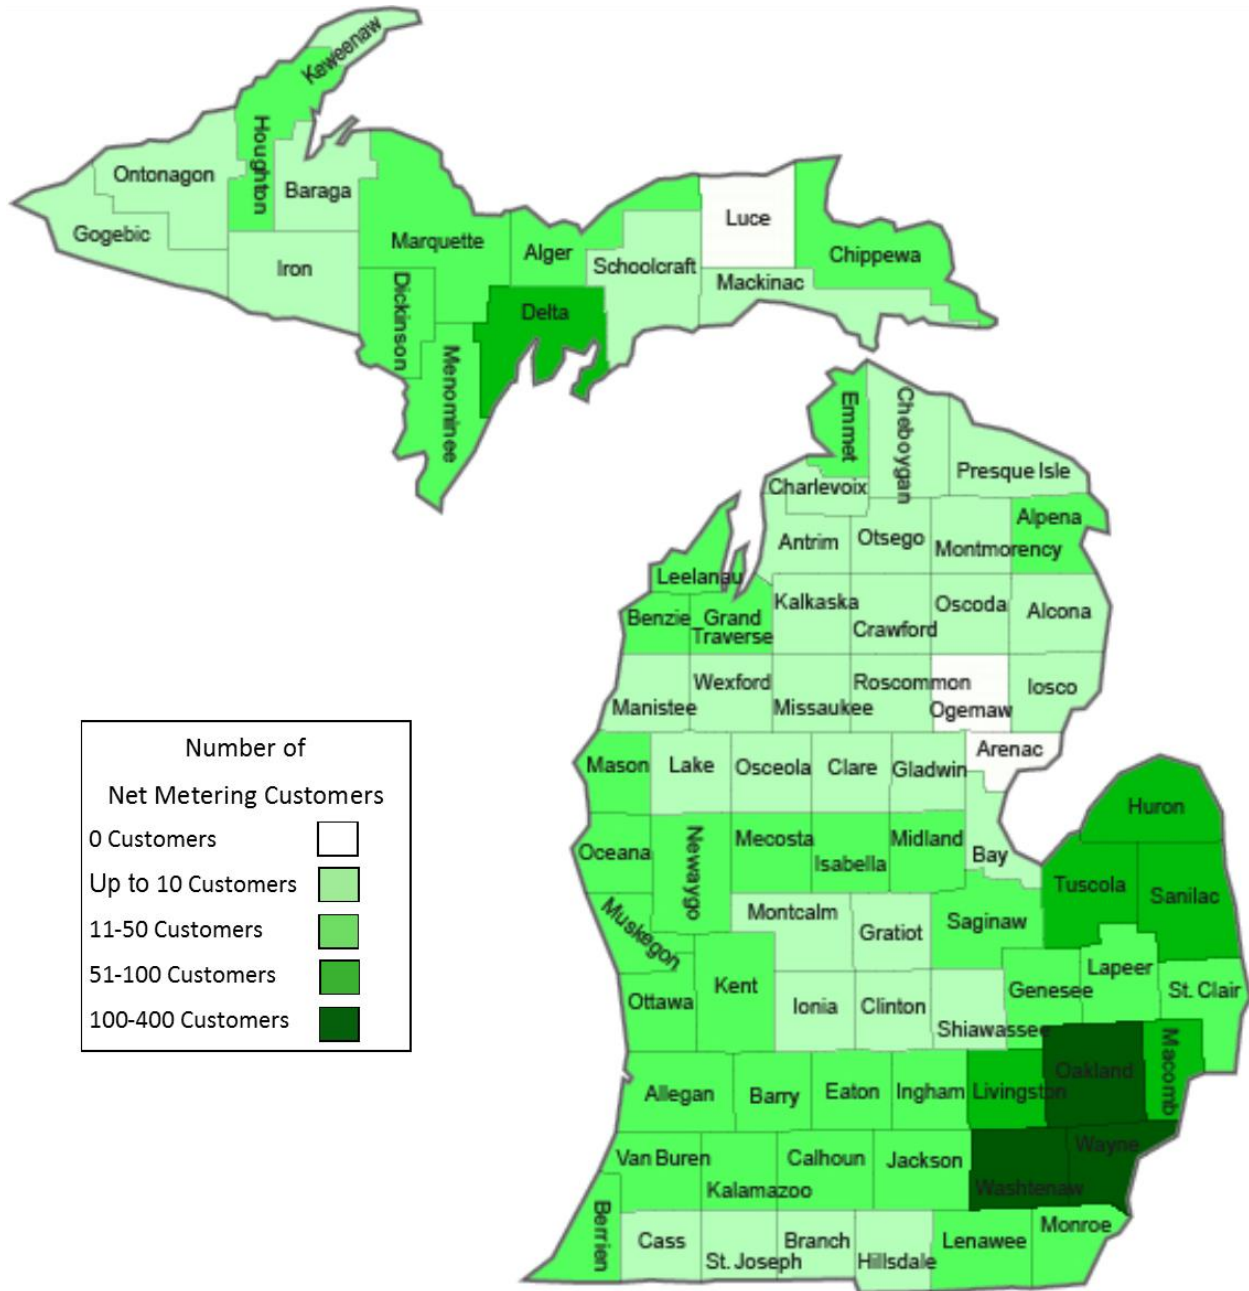 Keweenaw
Houghton
Ontonagon
Baraga
Gogebic
Iron
Marquette
Dickinson
Menominee
Alger
Delta
Schoolcraft
Luce
Mackinac
Chippewa
Emmet
Cheboygan
Presque Isle
Charlevoix
Antrim
Otsego
Montmorency
Alpena
Leelanau
Benzie
Grand
Traverse
Kalkaska
Crawford
Oscoda
Alcona
Manistee
Wexford
Missaukee
Roscommon
Ogemaw
Iosco
Mason
Lake
Osceola
Clare
Gladwin
Arenac
Oceana
Newaygo
Mecosta
Isabella
Midland
Bay
Huron
Tuscola
Sanilac
Muskegon
Montcalm
Gratiot
Saginaw
Ottawa
Kent
Ionia
Clinton
Shiawassee
Genesee
Lapeer
St. Clair
Allegan
Barry
Eaton
Ingham
Livingston
Oakland
Macomb
Van Buren
Kalamazoo
Calhoun
Jackson
Washtenaw
Wayne
Berrien
Cass
St. Joseph
Branch
Hillsdale
Lenawee
Monroe
Number of
Net Metering Customers
0 Customers
Up to 10 Customers
11-50 Customers
51-100 Customers
100-400 Customers